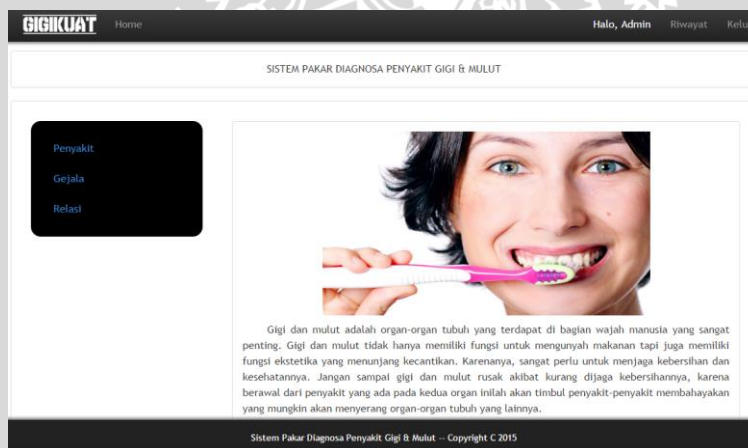 GIGIKUAT Home Halo, Admin Riwayat Kelu
SISTEM PAKAR DIAGNOSA PENYAKIT GIGI & MULUT
Penyakit
Gejala
Relasi
Gigi dan mulut adalah organ-organ tubuh yang terdapat di bagian wajah manusia yang sangat
penting. Gigi dan mulut tidak hanya memiliki fungsi untuk mengunyah makanan tapi juga memiliki
fungsi ekstetika yang menunjang kecantikan. Karenanya, sangat perlu untuk menjaga kebersihan dan
kesehatannya. Jangan sampai gigi dan mulut rusak akibat kurang dijaga kebersihannya, karena
berawal dari penyakit yang ada pada kedua organ inilah akan timbul penyakit-penyakit membahayakan
yang mungkin akan menyerang organ-organ tubuh yang lainnya.
Sistem Pakar Diagnosa Penyakit Gigi & Mulut -- Copyright C 2015